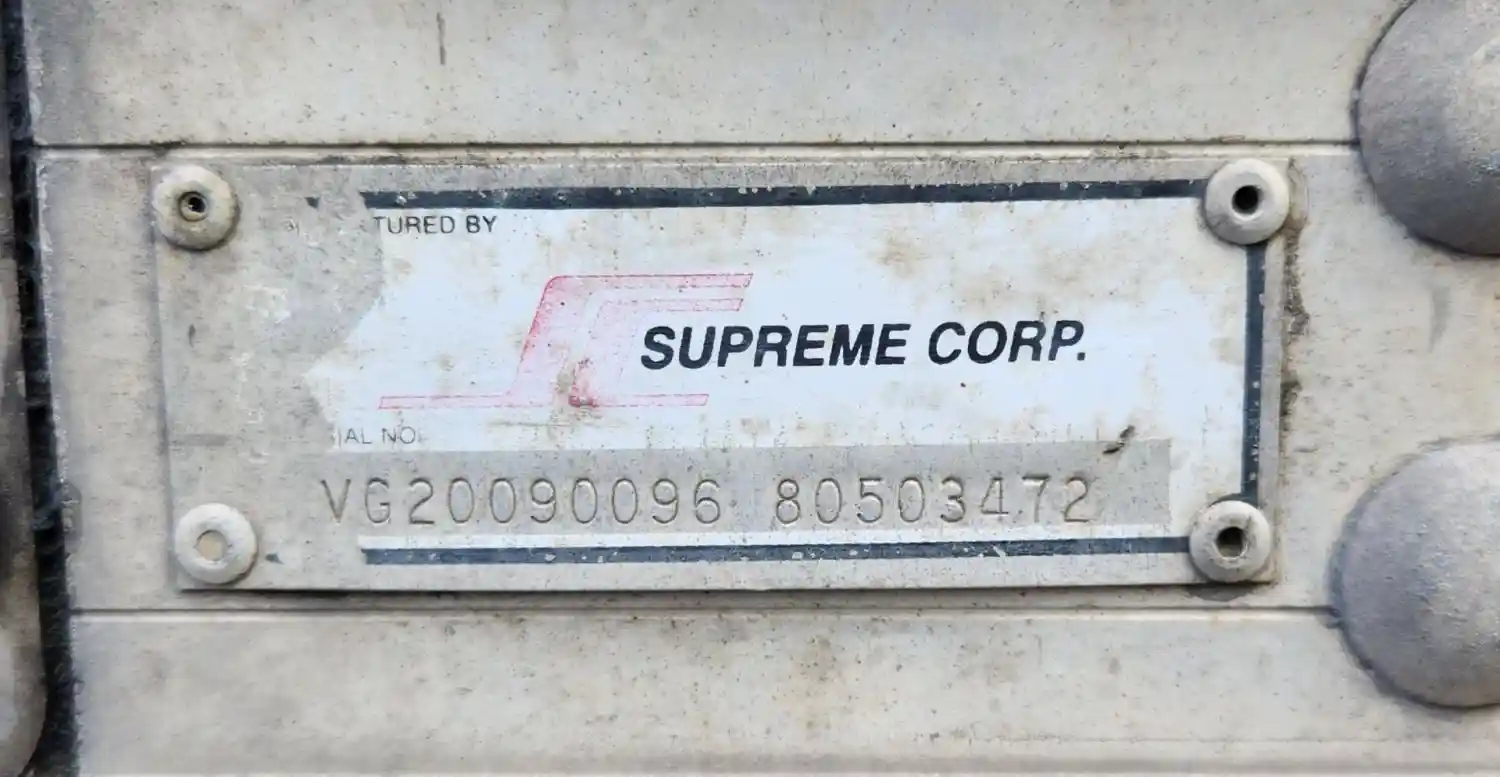 TURED BY
SUPREME CORP.
IAL NO.
VG20090096 80503472